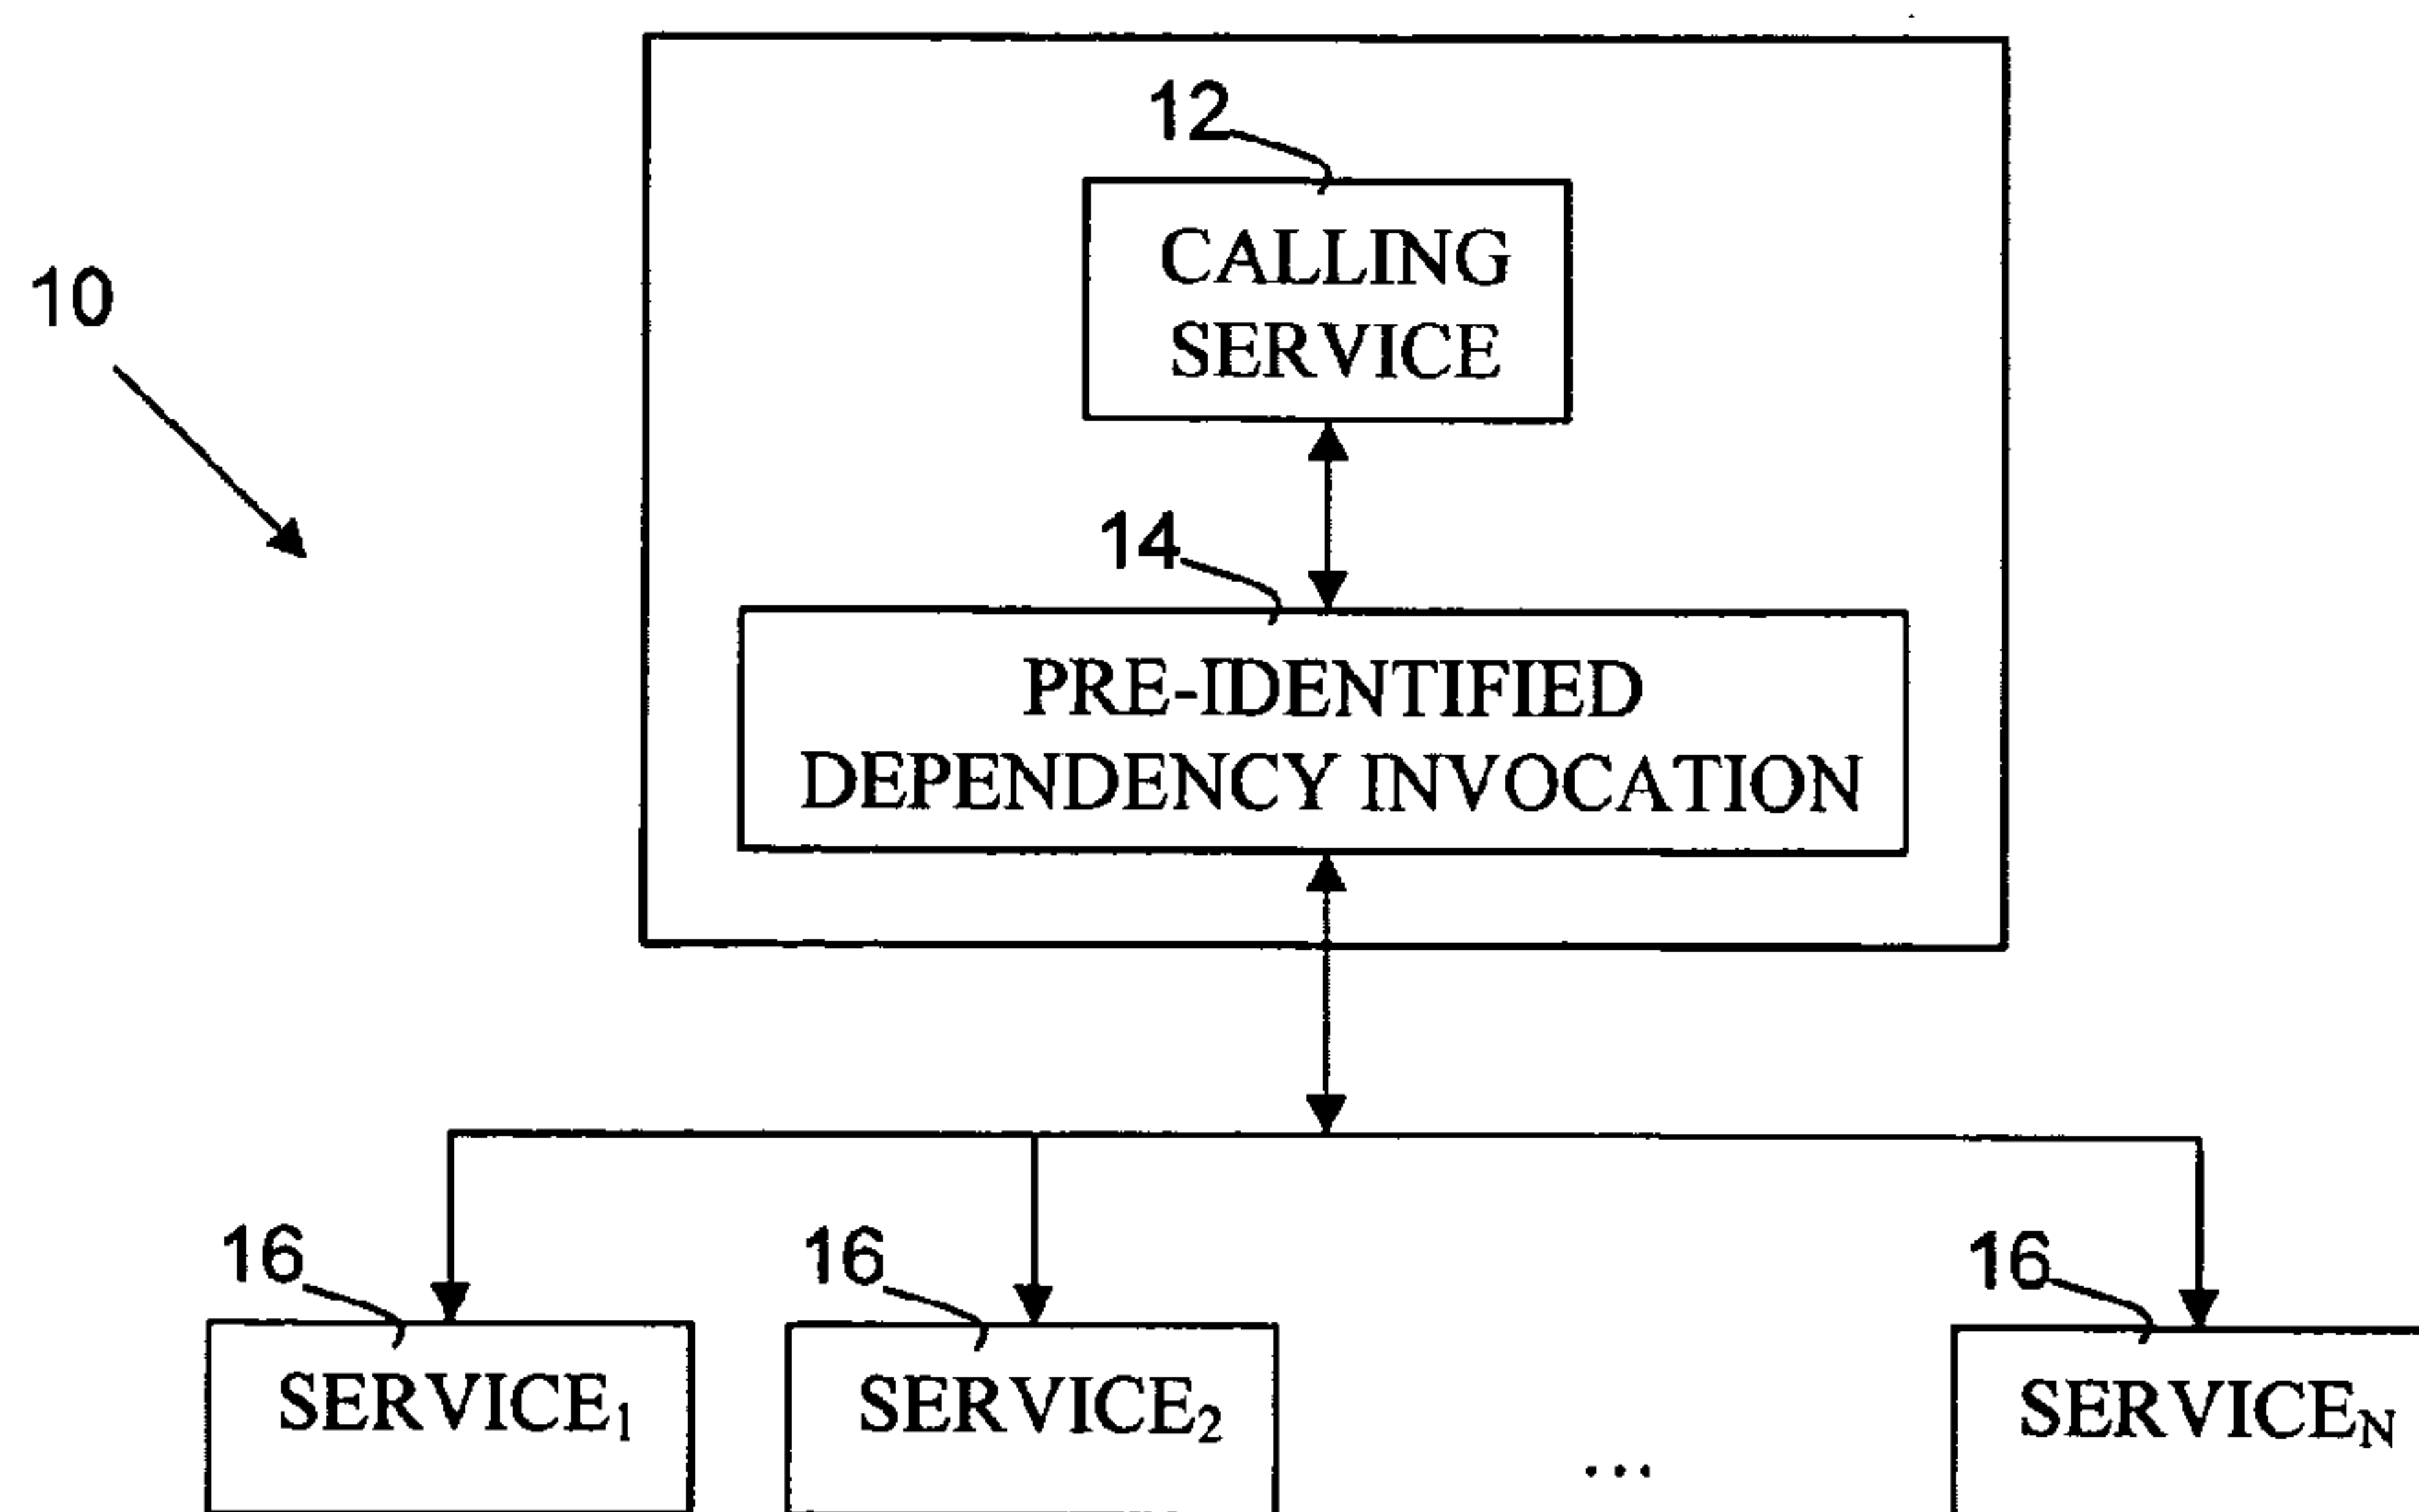 12
CALLING
SERVICE
10
14
PRE-IDENTIFIED
DEPENDENCY INVOCATION
16
16
16
SERVICE₁
SERVICE₂
...
SERVICEN